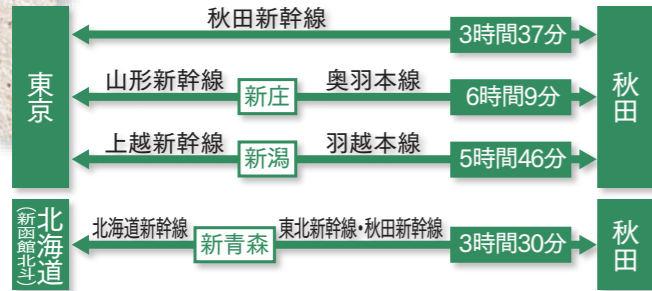 東京
秋田新幹線
3時間37分
秋田
山形新幹線
新庄
奥羽本線
6時間9分
上越新幹線
新潟
羽越本線
5時間46分
北海道
(新函館北斗)
北海道新幹線
新青森
東北新幹線・秋田新幹線
3時間30分
秋田